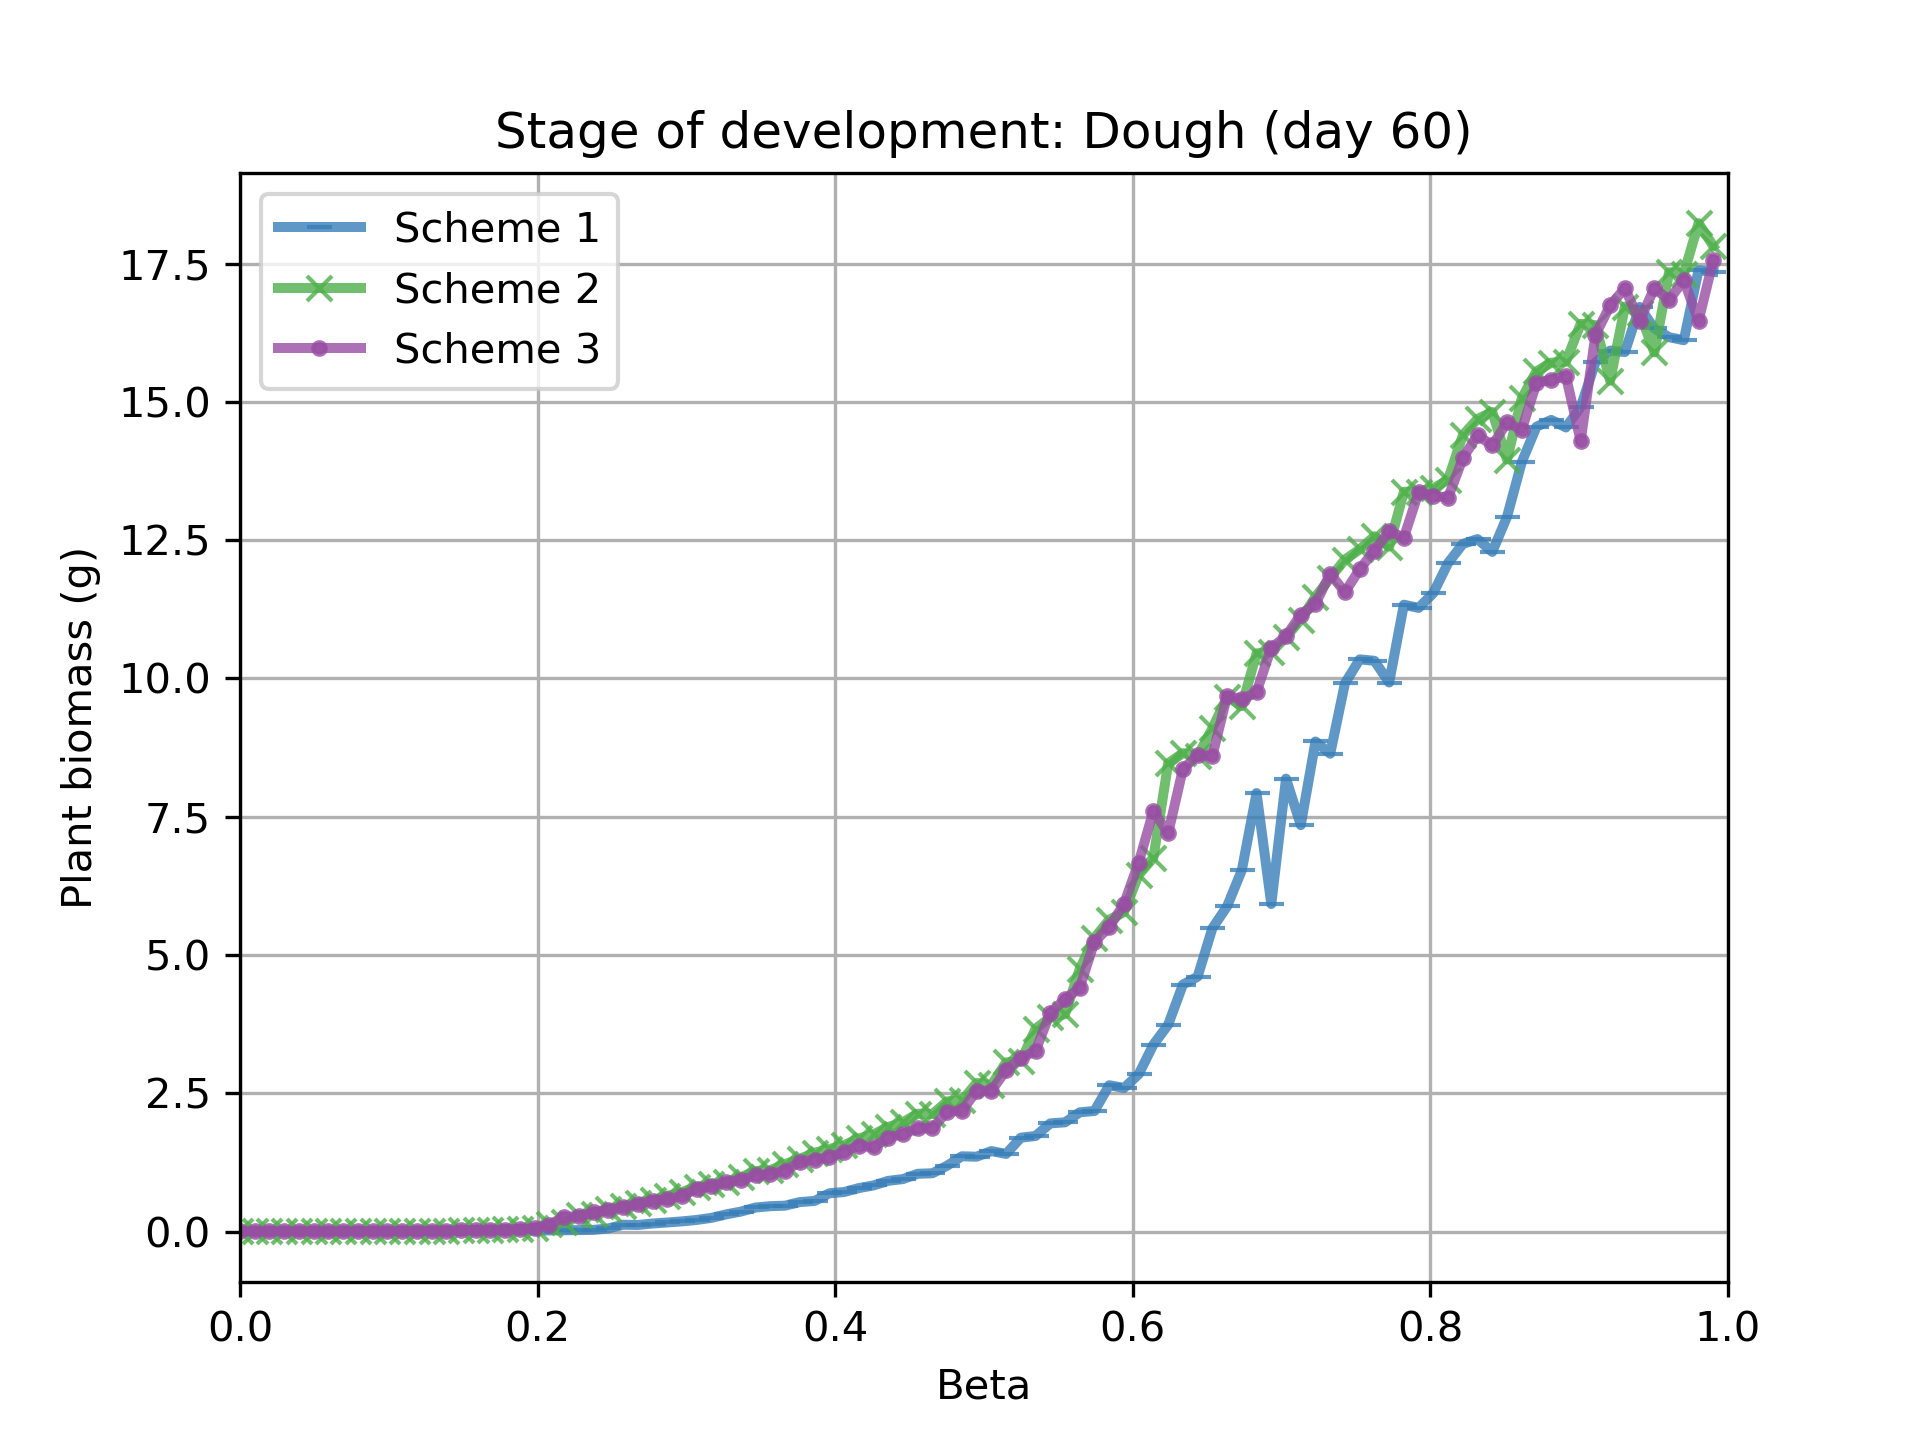 Stage of development: Dough (day 60)
Scheme 1
Scheme 2
Scheme 3
17.5
15.0
12.5
10.0
7.5
5.0
2.5
0.0
Plant biomass (g)
0.0 0.2 0.4 0.6 0.8 1.0
Beta